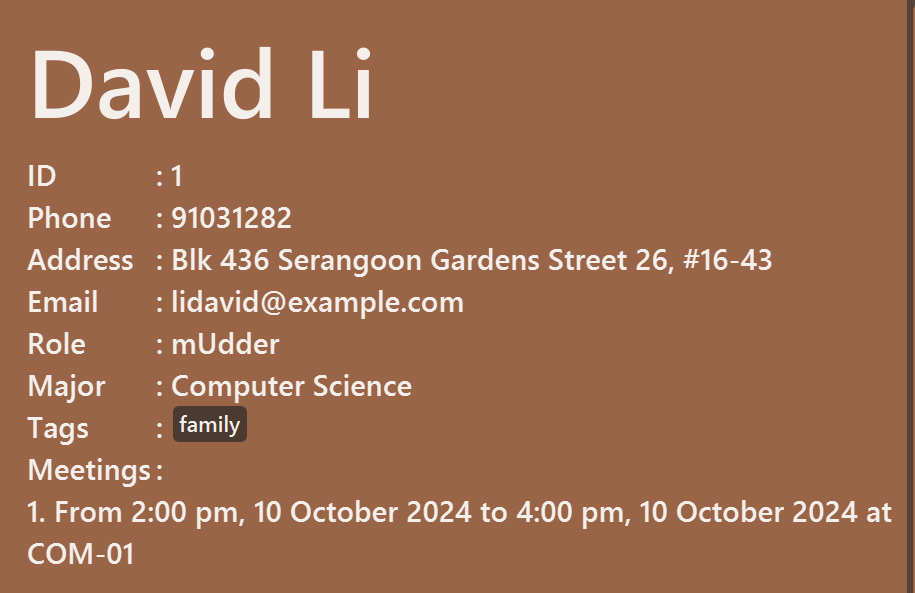 David Li
ID : 1
Phone : 91031282
Address : Blk 436 Serangoon Gardens Street 26, #16-43
Email : lidavid@example.com
Role : mUdder
Major : Computer Science
Tags : family
Meetings :
1. From 2:00 pm, 10 October 2024 to 4:00 pm, 10 October 2024 at
COM-01